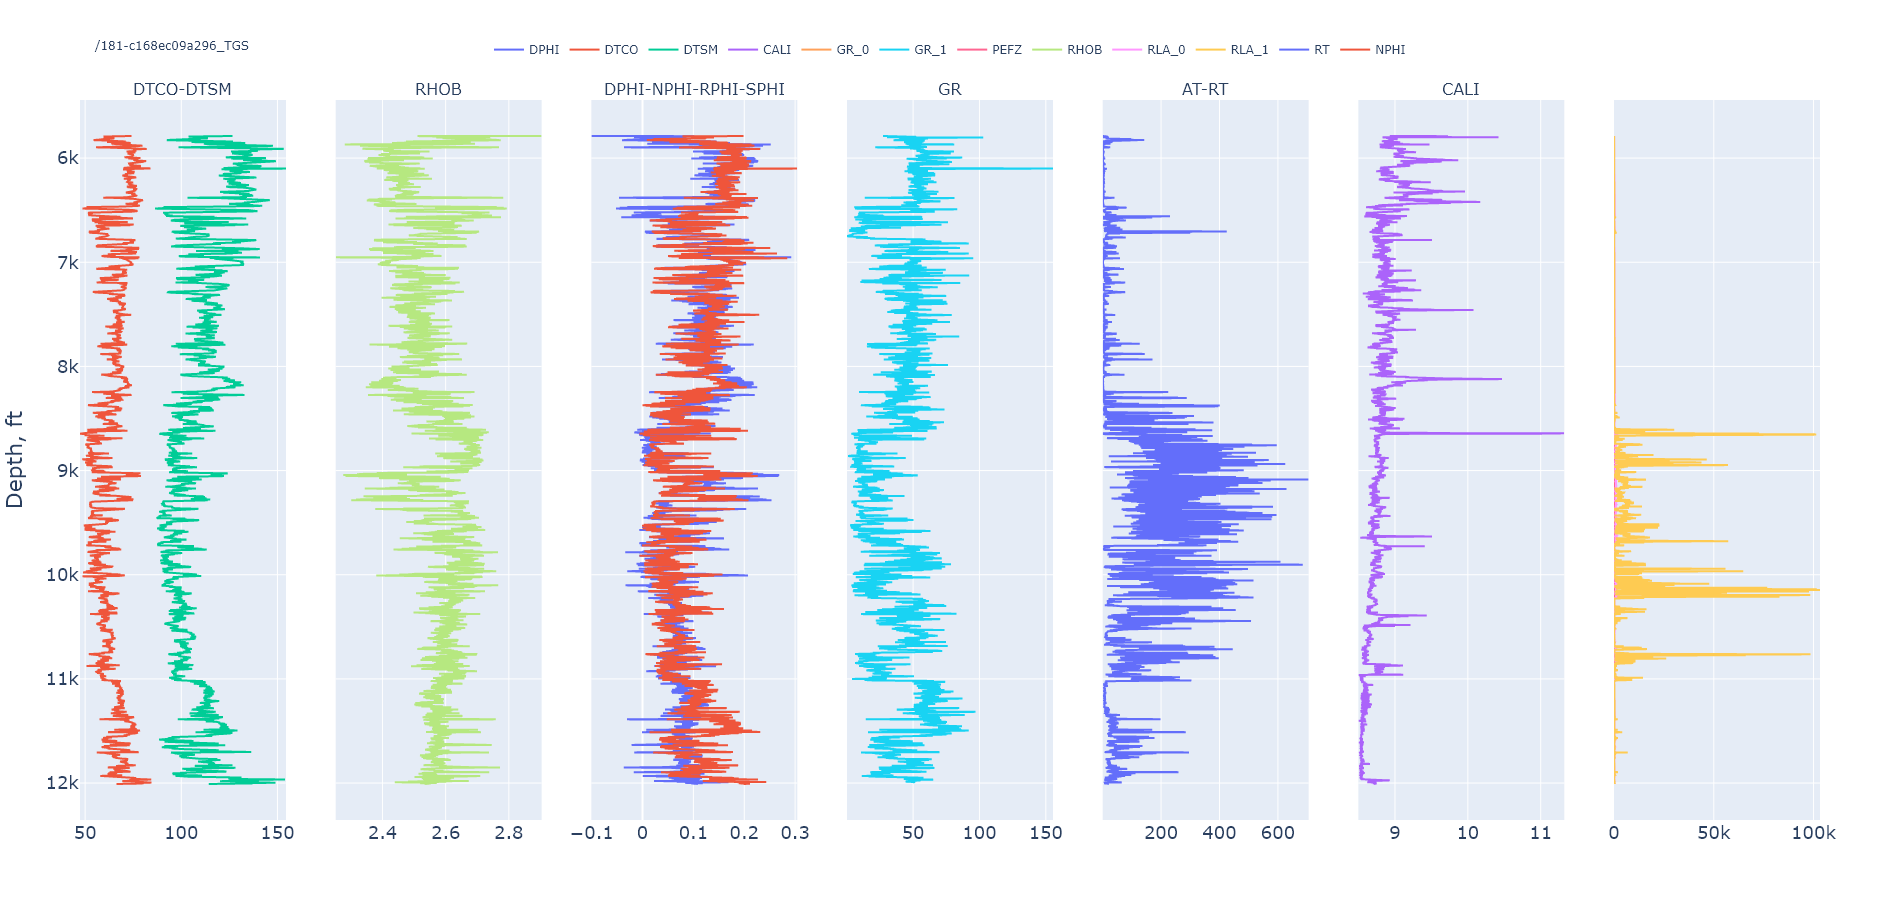 /181-c168ec09a296_TGS
DPHI DTCO DTSM CALI GR_0 GR_1 PEFZ RHOB RLA_0 RLA_1 RT NPHI
DTCO-DTSM RHOB DPHI-NPHI-RPHI-SPHI GR AT-RT CALI
6k
7k
8k
9k
10k
11k
12k
Depth, ft
50 100 150 2.4 2.6 2.8 −0.1 0 0.1 0.2 0.3 50 100 150 200 400 600 9 10 11 0 50k 100k